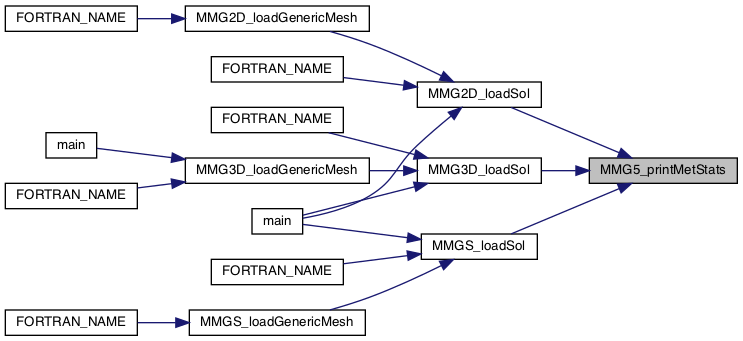 FORTRAN_NAME
MMG2D_loadGenericMesh
FORTRAN_NAME
MMG2D_loadSol
FORTRAN_NAME
main
MMG3D_loadGenericMesh
MMG3D_loadSol
MMG5_printMetStats
FORTRAN_NAME
main
MMGS_loadSol
FORTRAN_NAME
FORTRAN_NAME
MMGS_loadGenericMesh